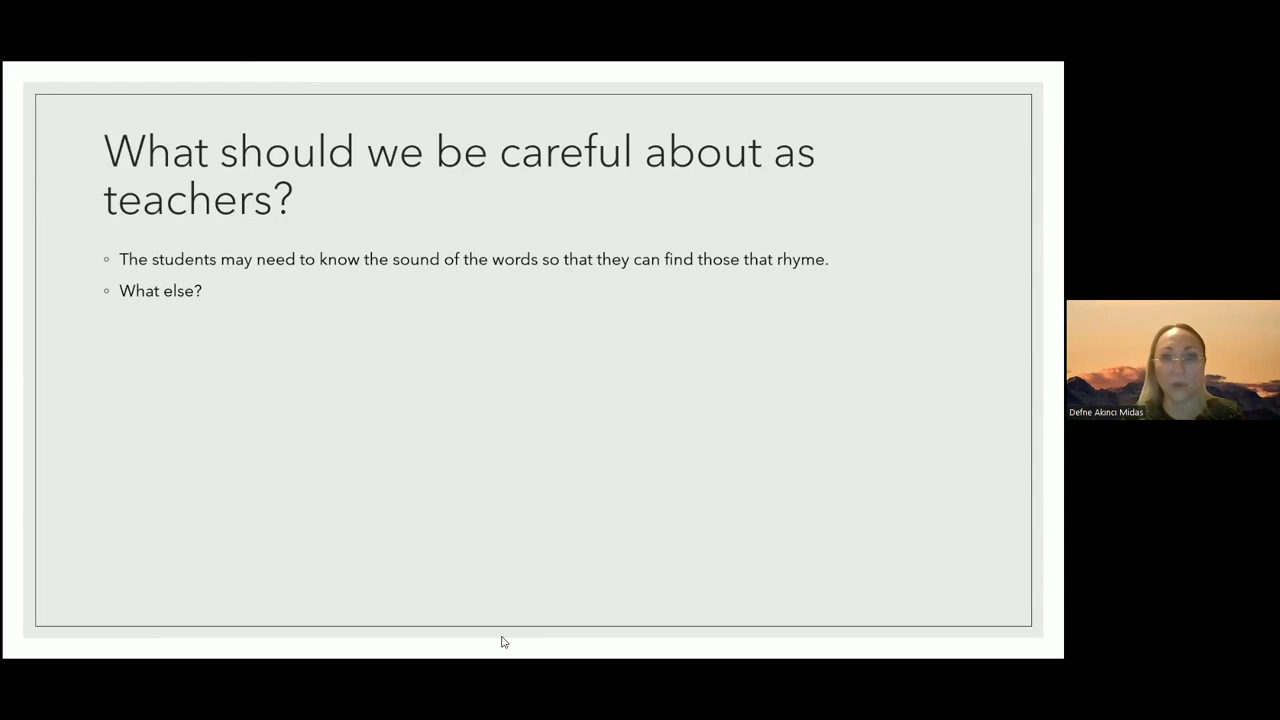 What should we be careful about as
teachers?
The students may need to know the sound of the words so that they can find those that rhyme.
What else?
Defne Akıncı Midas